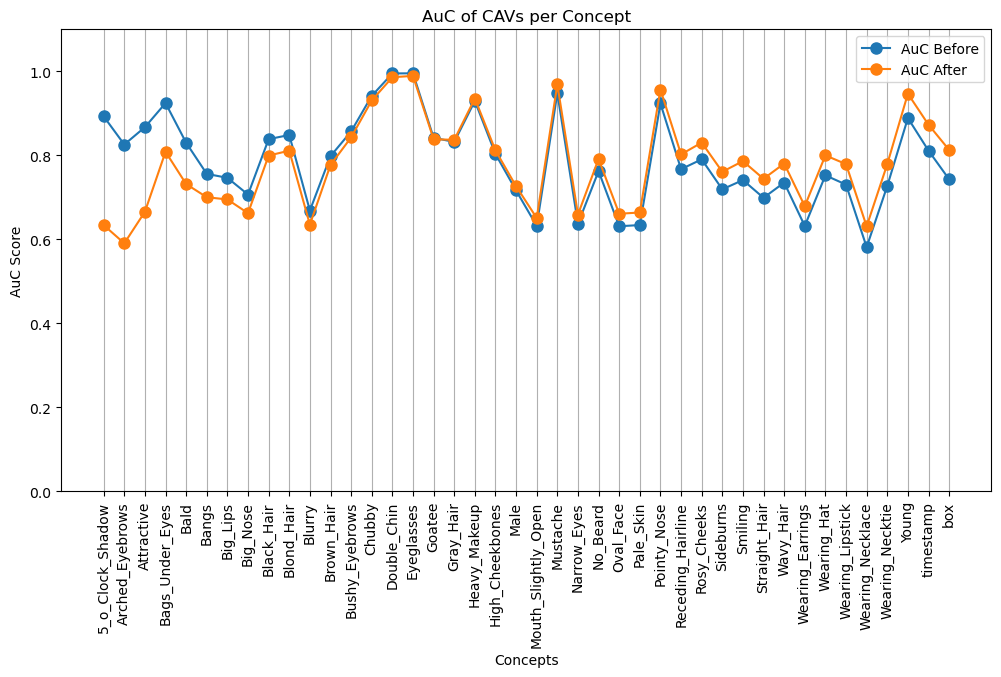 AuC of CAVs per Concept
AuC Before
AuC After
AuC Score
1.0
0.8
0.6
0.4
0.2
0.0
5_o_Clock_Shadow
Arched_Eyebrows
Attractive
Bags_Under_Eyes
Bald
Bangs
Big_Lips
Big_Nose
Black_Hair
Blond_Hair
Blurry
Brown_Hair
Bushy_Eyebrows
Chubby
Double_Chin
Eyeglasses
Goatee
Gray_Hair
Heavy_Makeup
High_Cheekbones
Male
Mouth_Slightly_Open
Mustache
Narrow_Eyes
No_Beard
Oval_Face
Pale_Skin
Pointy_Nose
Receding_Hairline
Rosy_Cheeks
Sideburns
Smiling
Straight_Hair
Wavy_Hair
Wearing_Earrings
Wearing_Hat
Wearing_Lipstick
Wearing_Necklace
Wearing_Necktie
Young
timestamp
box
Concepts